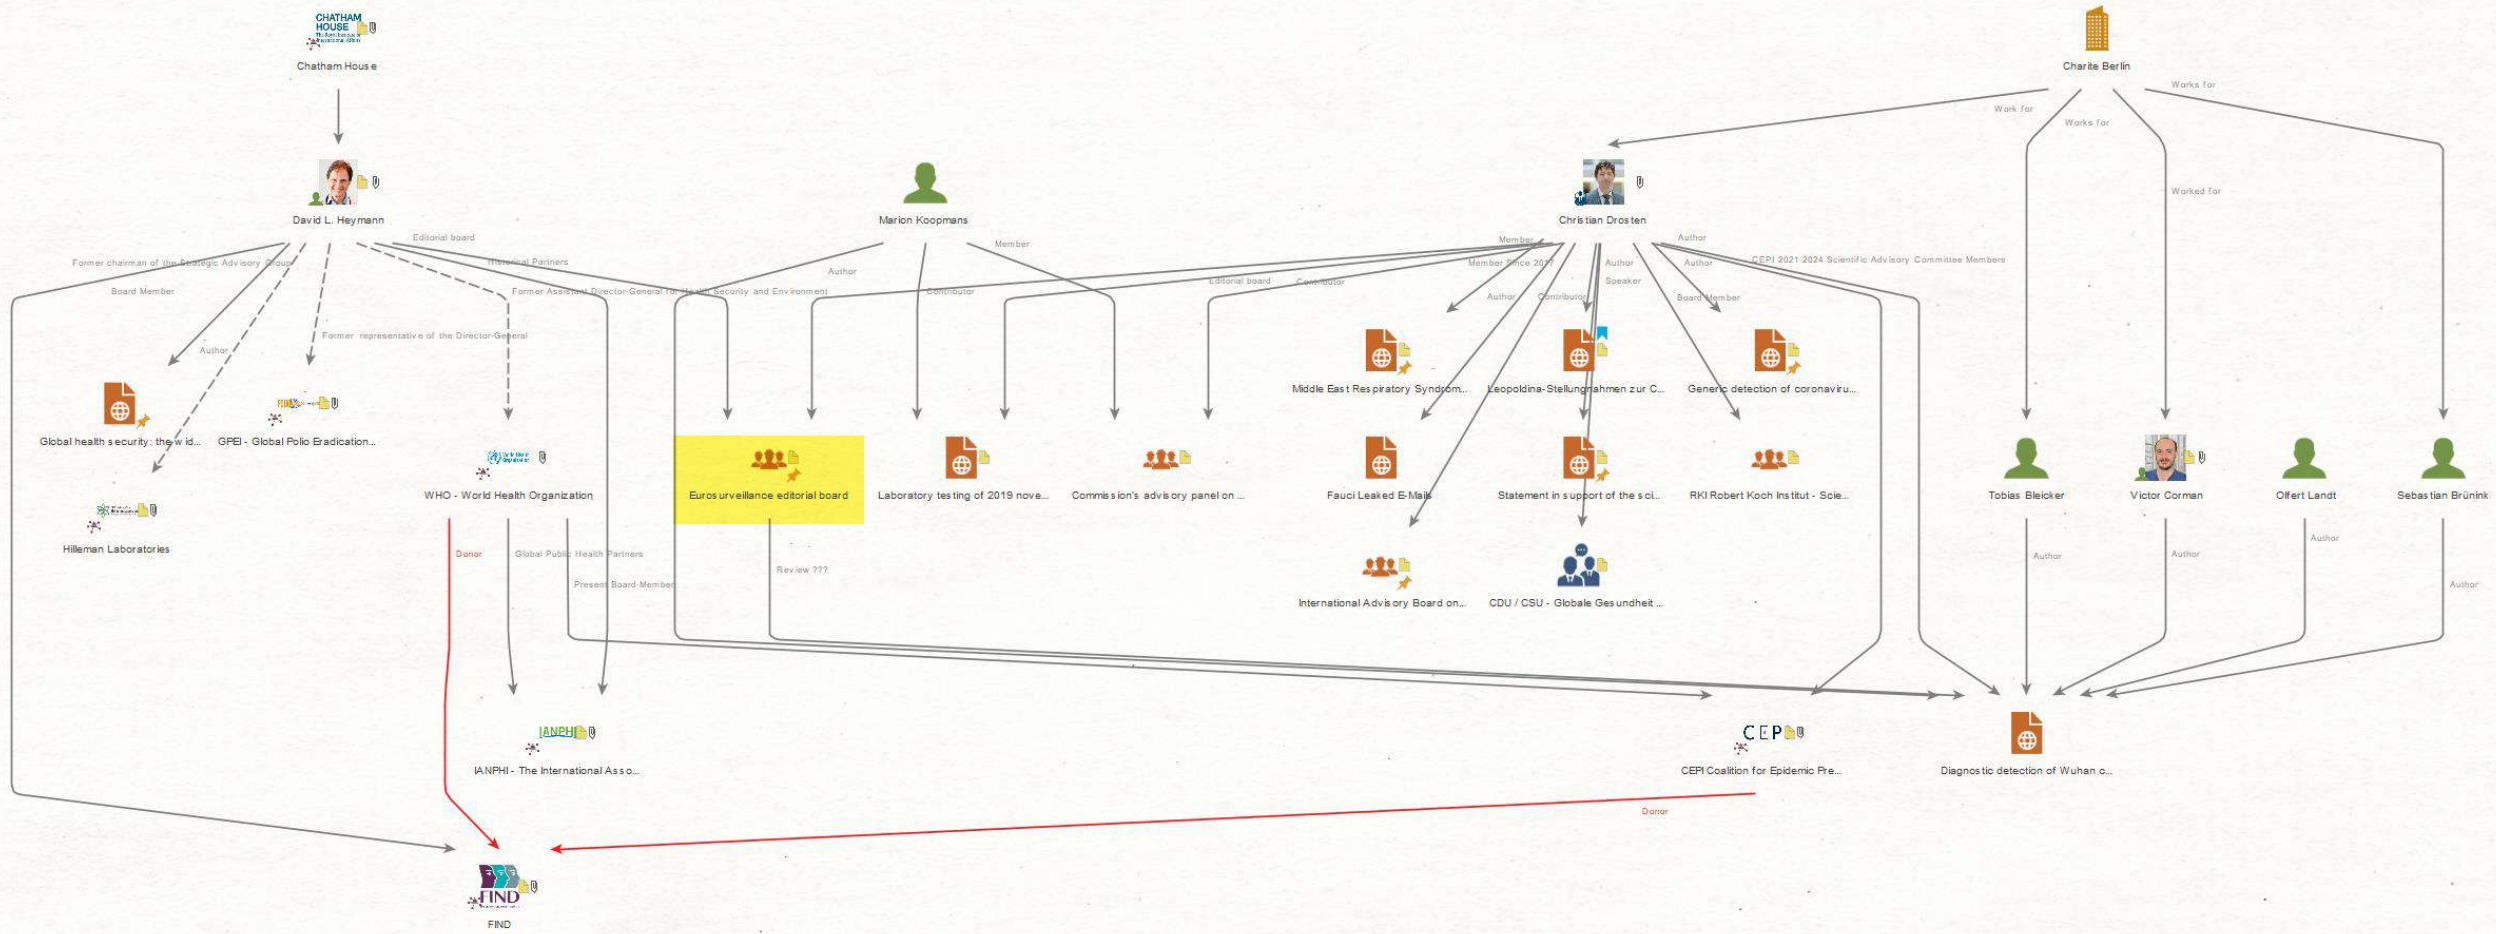 CHATHAM
HOUSE
Chatham House
Charite Berlin
Works for
Work for
Works for
Worked for
David L. Heymann
Marion Koopmans
Christian Drosten
Editorial board
Member
Member
Author
Former chairman of the Strategic Advisory Group
Historical Partners
Author
Member Since 2017
Author
Author
CEPI 2021-2024 Scientific Advisory Committee Members
Board Member
Former Assistant Director-General for Health Security and Environment
Contributor
Editorial board
Contributor
Author
Contributor
Speaker
Board Member
Former representative of the Director-General
Author
Middle East Respiratory Syndrom...
Leopoldina-Stellungnahmen zur C...
Generic detection of coronaviru...
Global health security: the wid...
GPEI - Global Polio Eradication...
WHO - World Health Organization
Eurosurveillance editorial board
Laboratory testing of 2019 nove...
Commission's advisory panel on ...
Fauci Leaked E-Mails
Statement in support of the sci...
RKI Robert Koch Institut - Scie...
Tobias Bleicker
Victor Corman
Olfert Landt
Sebastian Brünink
Hilleman Laboratories
Donor
Global Public Health Partners
Review ???
Present Board-Member
Author
Author
Author
Author
International Advisory Board on...
CDU / CSU - Globale Gesundheit ...
IANPHI
CEPI
IANPHI - The International Asso...
CEPI Coalition for Epidemic Pre...
Diagnostic detection of Wuhan c...
Donor
FIND
FIND